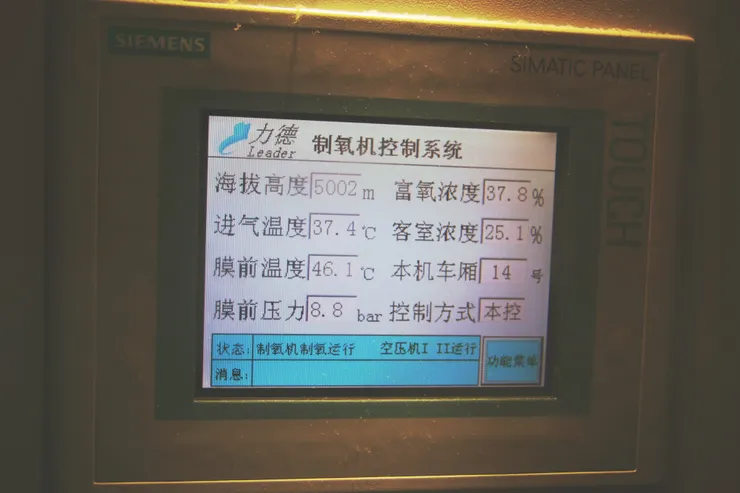 SIEMENS
SIMATIC PANEL
TOUCH
力德
Leader
制氧机控制系统
海拔高度 5002 m 富氧浓度 37.8 %
进气温度 37.4 ℃ 客室浓度 25.1 %
膜前温度 46.1 ℃ 本机车厢 14 号
膜前压力 8.8 bar 控制方式 本控
状态: 制氧机制氧运行 空压机I II运行
功能菜单
消息: